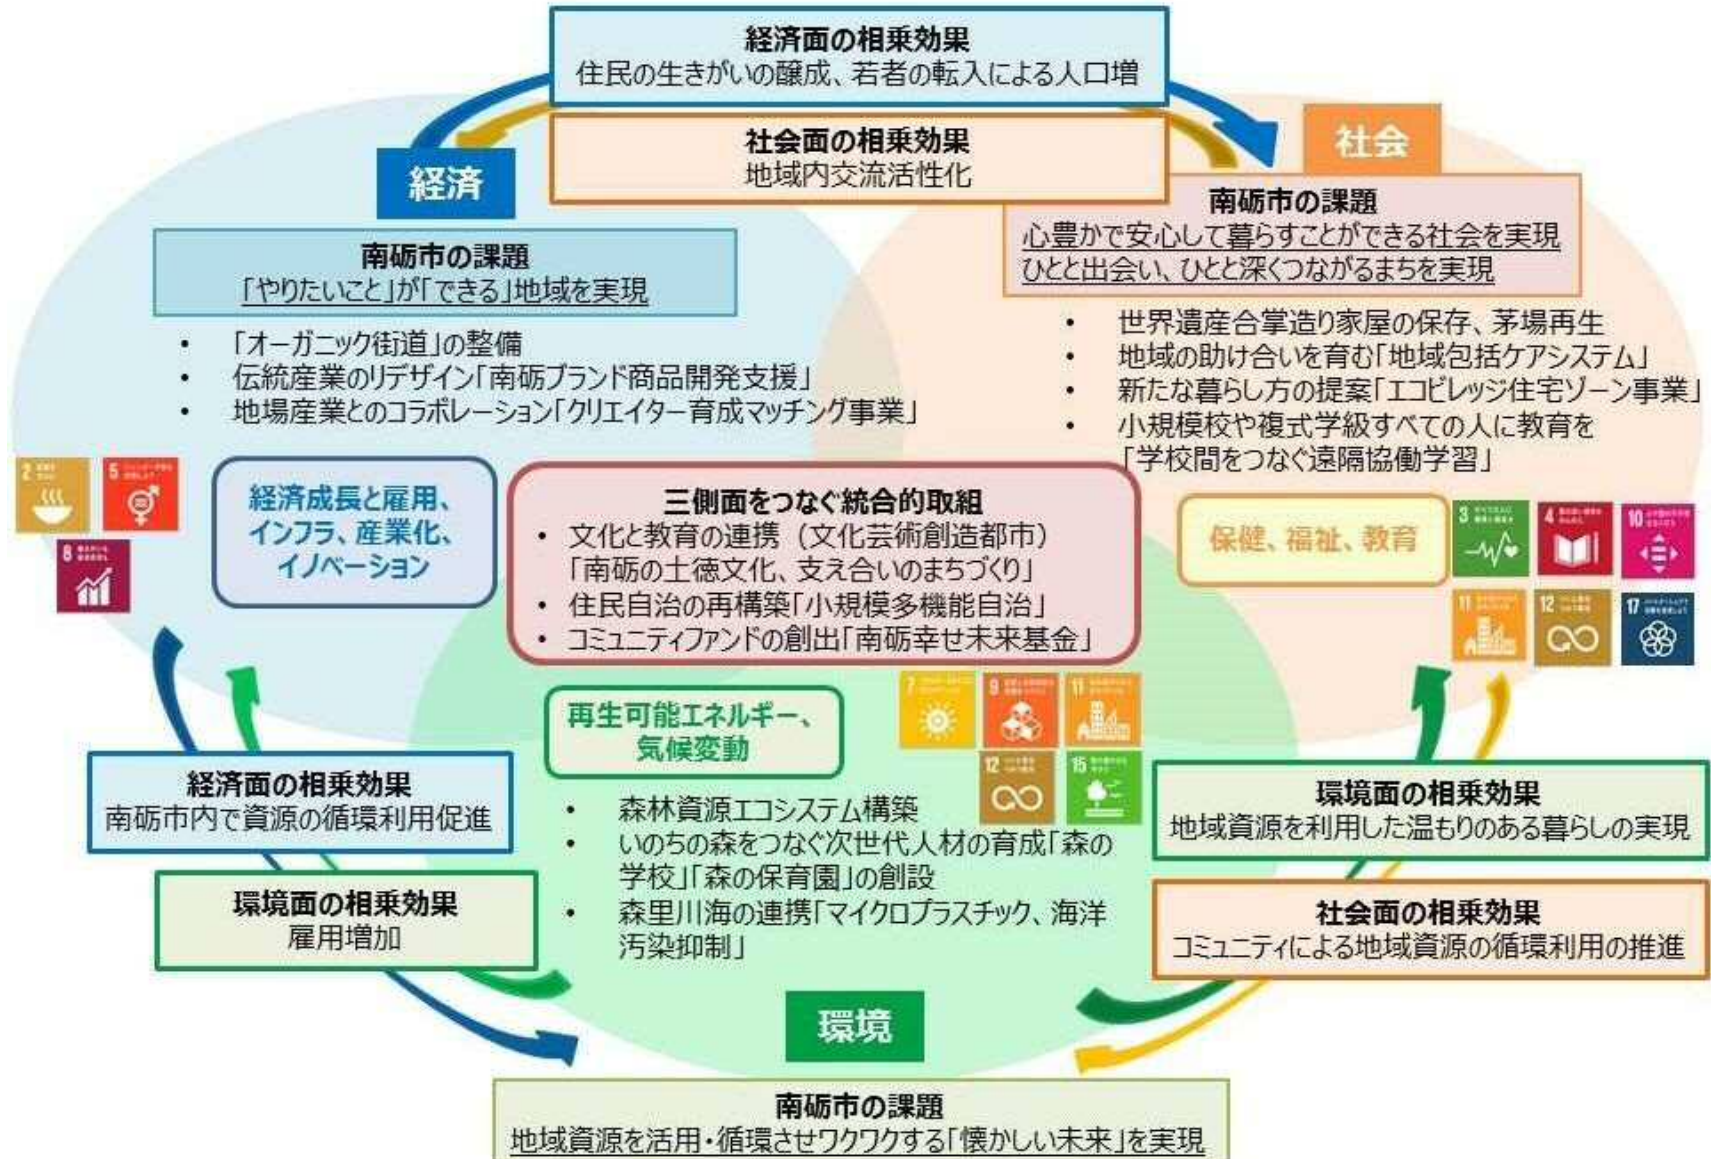 経済面の相乗効果
住民の生きがいの醸成、若者の転入による人口増
社会面の相乗効果
地域内交流活性化
経済
社会
南砺市の課題
「やりたいこと」が「できる」地域を実現
南砺市の課題
心豊かで安心して暮らすことができる社会を実現
ひとと出会い、ひとと深くつながるまちを実現
• 「オーガニック街道」の整備
• 伝統産業のリデザイン「南砺ブランド商品開発支援」
• 地場産業とのコラボレーション「クリエイター育成マッチング事業」
• 世界遺産合掌造り家屋の保存、茅場再生
• 地域の助け合いを育む「地域包括ケアシステム」
• 新たな暮らし方の提案「エコビレッジ住宅ゾーン事業」
• 小規模校や複式学級すべての人に教育を
「学校間をつなぐ遠隔協働学習」
2
5
8
経済成長と雇用、
インフラ、産業化、
イノベーション
三側面をつなぐ統合的取組
• 文化と教育の連携（文化芸術創造都市）
「南砺の土徳文化、支え合いのまちづくり」
• 住民自治の再構築「小規模多機能自治」
• コミュニティファンドの創出「南砺幸せ未来基金」
保健、福祉、教育
3
4
10
11
12
17
再生可能エネルギー、
気候変動
7
9
11
12
15
• 森林資源エコシステム構築
• いのちの森をつなぐ次世代人材の育成「森の
学校」「森の保育園」の創設
• 森里川海の連携「マイクロプラスチック、海洋
汚染抑制」
経済面の相乗効果
南砺市内で資源の循環利用促進
環境面の相乗効果
雇用増加
環境面の相乗効果
地域資源を利用した温もりのある暮らしの実現
社会面の相乗効果
コミュニティによる地域資源の循環利用の推進
環境
南砺市の課題
地域資源を活用・循環させワクワクする「懐かしい未来」を実現